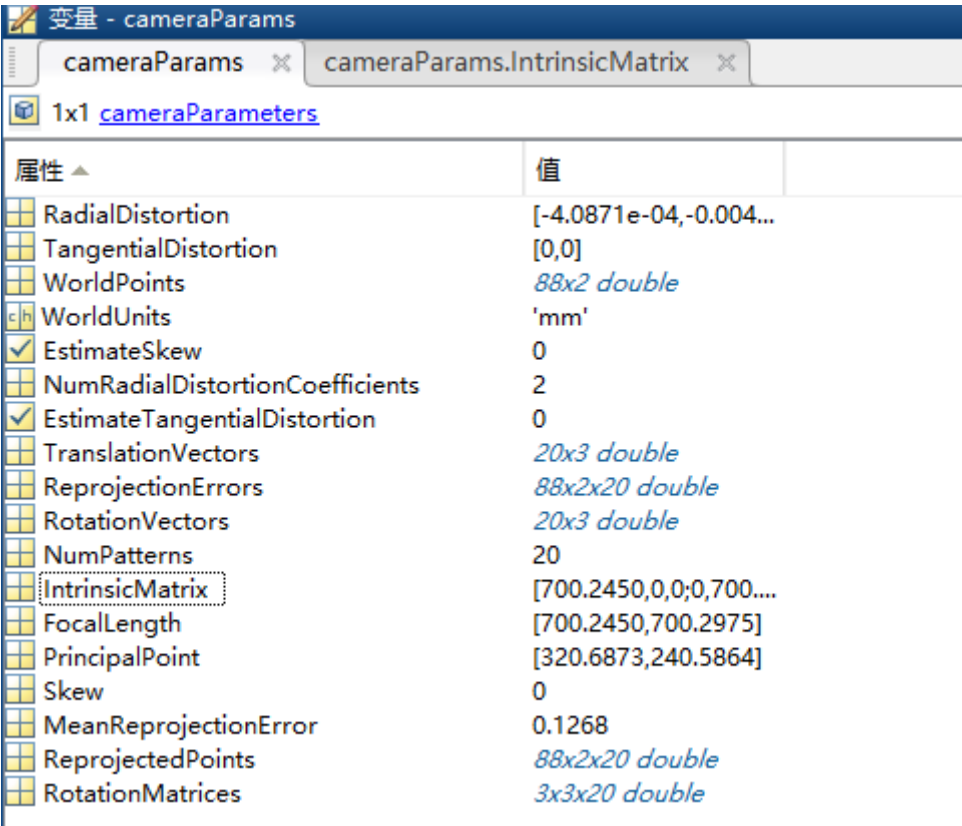 变量 - cameraParams
cameraParams cameraParams.IntrinsicMatrix
1x1 cameraParameters
属性 值
RadialDistortion [-4.0871e-04,-0.004...
TangentialDistortion [0,0]
WorldPoints 88x2 double
ch WorldUnits 'mm'
EstimateSkew 0
NumRadialDistortionCoefficients 2
EstimateTangentialDistortion 0
TranslationVectors 20x3 double
ReprojectionErrors 88x2x20 double
RotationVectors 20x3 double
NumPatterns 20
IntrinsicMatrix [700.2450,0,0;0,700....
FocalLength [700.2450,700.2975]
PrincipalPoint [320.6873,240.5864]
Skew 0
MeanReprojectionError 0.1268
ReprojectedPoints 88x2x20 double
RotationMatrices 3x3x20 double